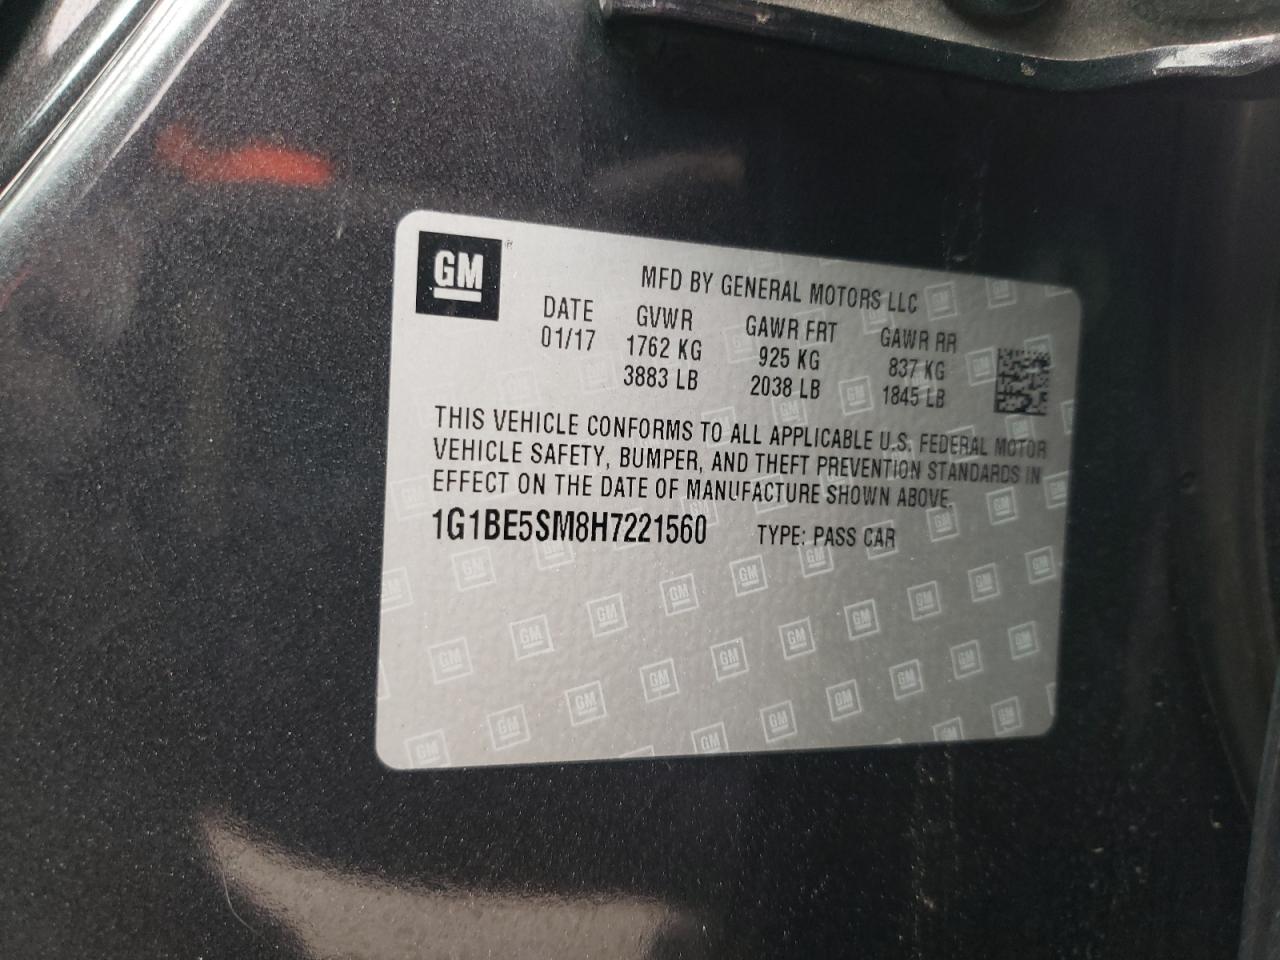 GM ®
MFD BY GENERAL MOTORS LLC
DATE GVWR GAWR FRT GAWR RR
01/17 1762 KG 925 KG 837 KG
3883 LB 2038 LB 1845 LB
THIS VEHICLE CONFORMS TO ALL APPLICABLE U.S. FEDERAL MOTOR
VEHICLE SAFETY, BUMPER, AND THEFT PREVENTION STANDARDS IN
EFFECT ON THE DATE OF MANUFACTURE SHOWN ABOVE.
1G1BE5SM8H7221560 TYPE: PASS CAR